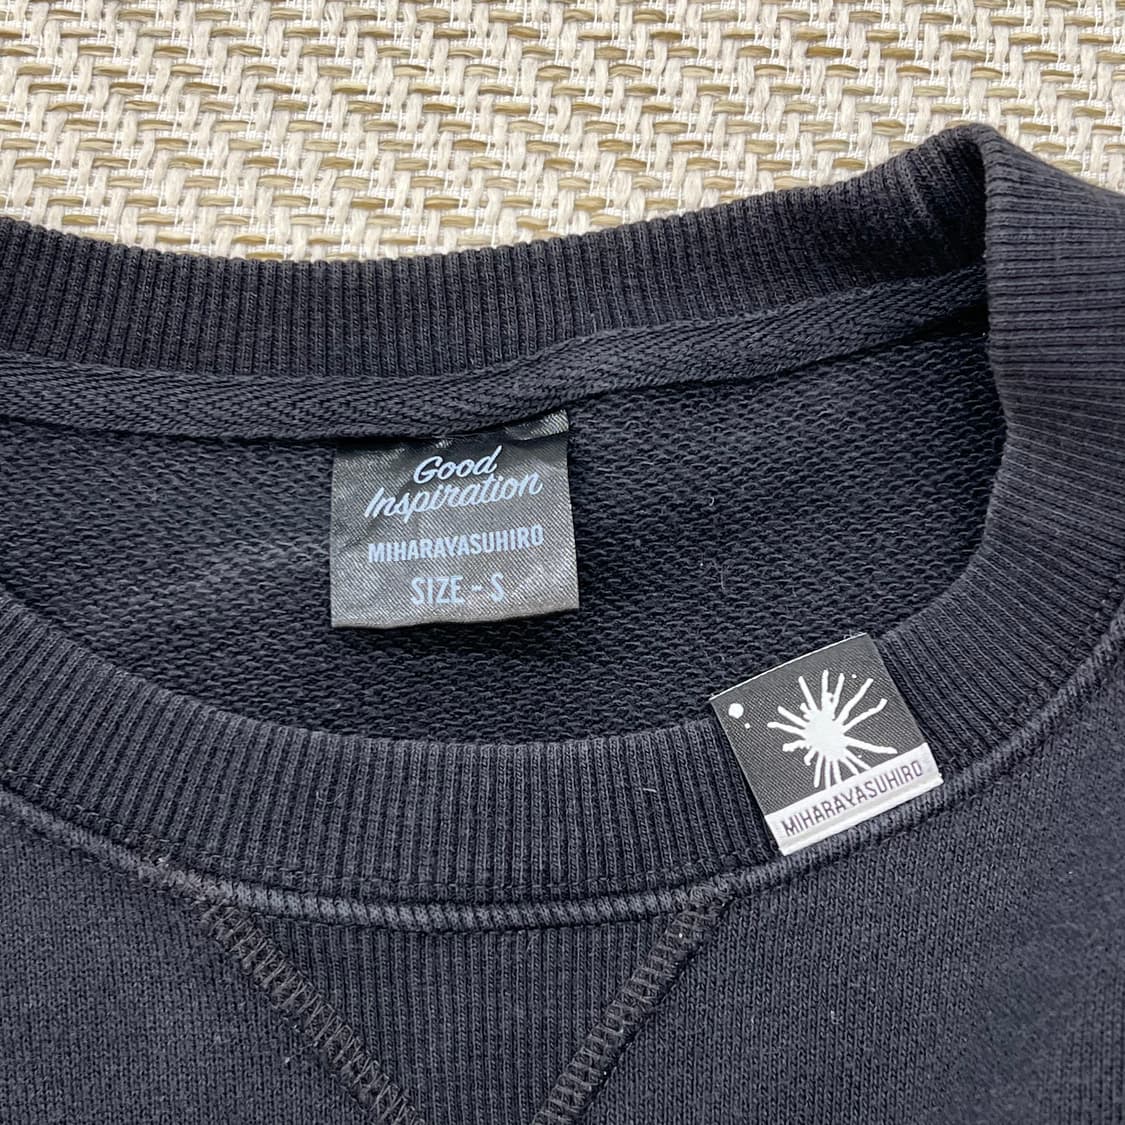 Good
Inspiration
MIHARAYASUHIRO
SIZE - S
MIHARAYASUHIRO